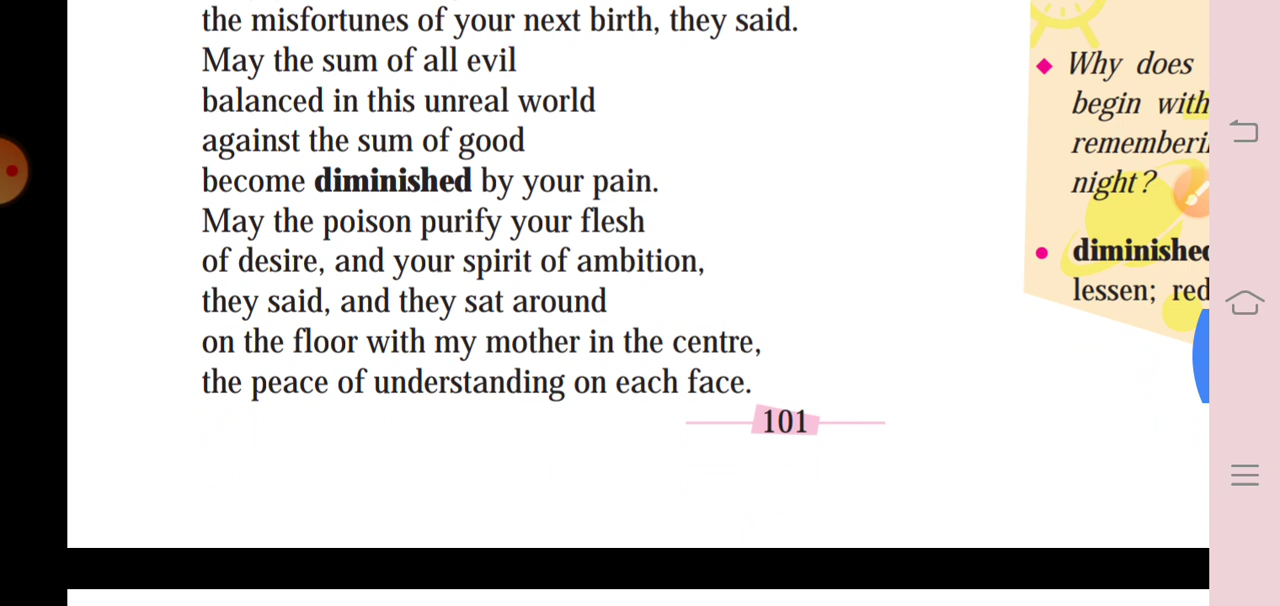 the misfortunes of your next birth, they said.
May the sum of all evil
balanced in this unreal world
against the sum of good
become diminished by your pain.
May the poison purify your flesh
of desire, and your spirit of ambition,
they said, and they sat around
on the floor with my mother in the centre,
the peace of understanding on each face.
101
Why does
begin with
night?
lessen;